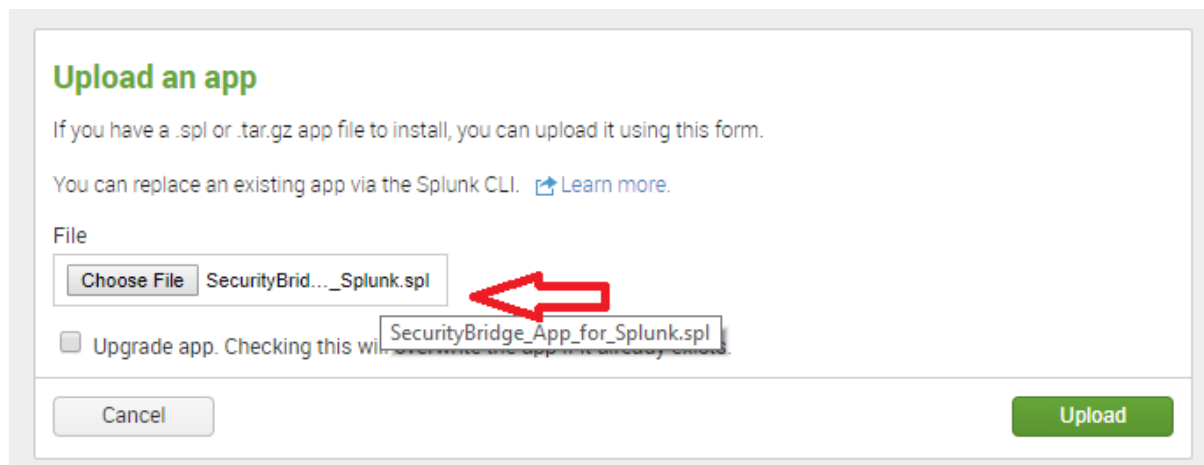 Upload an app
If you have a .spl or .tar.gz app file to install, you can upload it using this form.
You can replace an existing app via the Splunk CLI. Learn more.
File
Choose File SecurityBrid..._Splunk.spl
SecurityBridge_App_for_Splunk.spl
Upgrade app. Checking this will overwrite the app if it already exists.
Cancel Upload